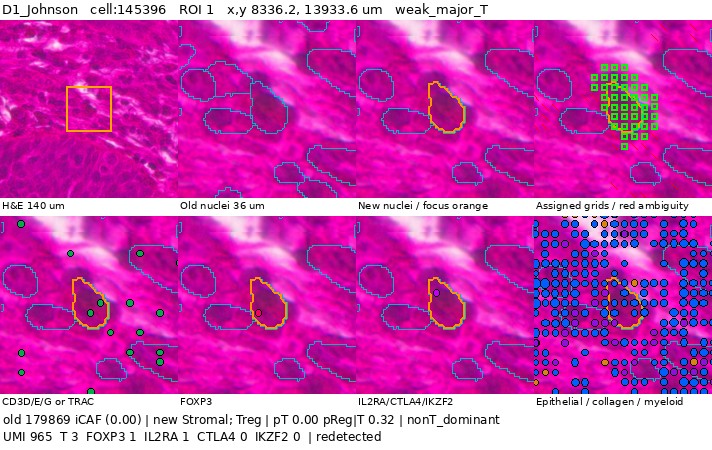 D1_Johnson cell:145396 ROI 1 x,y 8336.2, 13933.6 um weak_major_T
H&E 140 um
Old nuclei 36 um
New nuclei / focus orange
Assigned grids / red ambiguity
CD3D/E/G or TRAC
FOXP3
IL2RA/CTLA4/IKZF2
Epithelial / collagen / myeloid
old 179869 iCAF (0.00) | new Stromal; Treg | pT 0.00 pReg|T 0.32 | nonT_dominant
UMI 965 T 3 FOXP3 1 IL2RA 1 CTLA4 0 IKZF2 0 | redetected